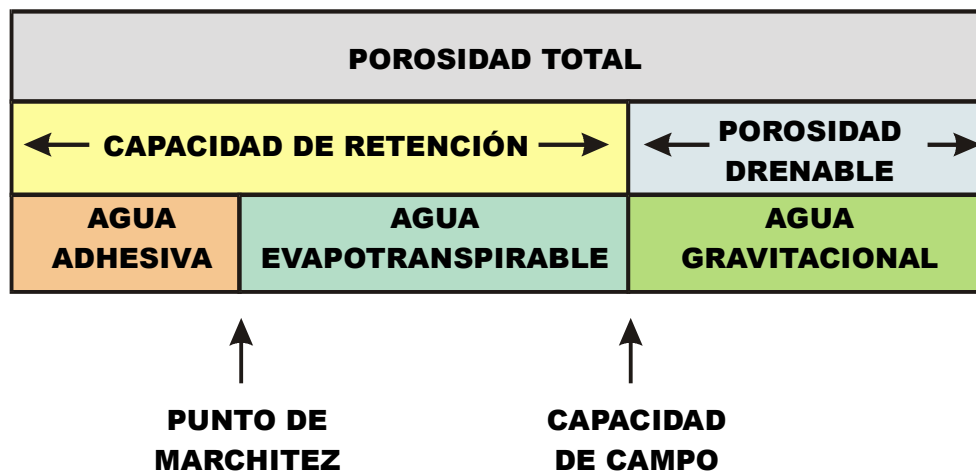 POROSIDAD TOTAL
CAPACIDAD DE RETENCIÓN
POROSIDAD
DRENABLE
AGUA
ADHESIVA
AGUA
EVAPOTRANSPIRABLE
AGUA
GRAVITACIONAL
PUNTO DE
MARCHITEZ
CAPACIDAD
DE CAMPO